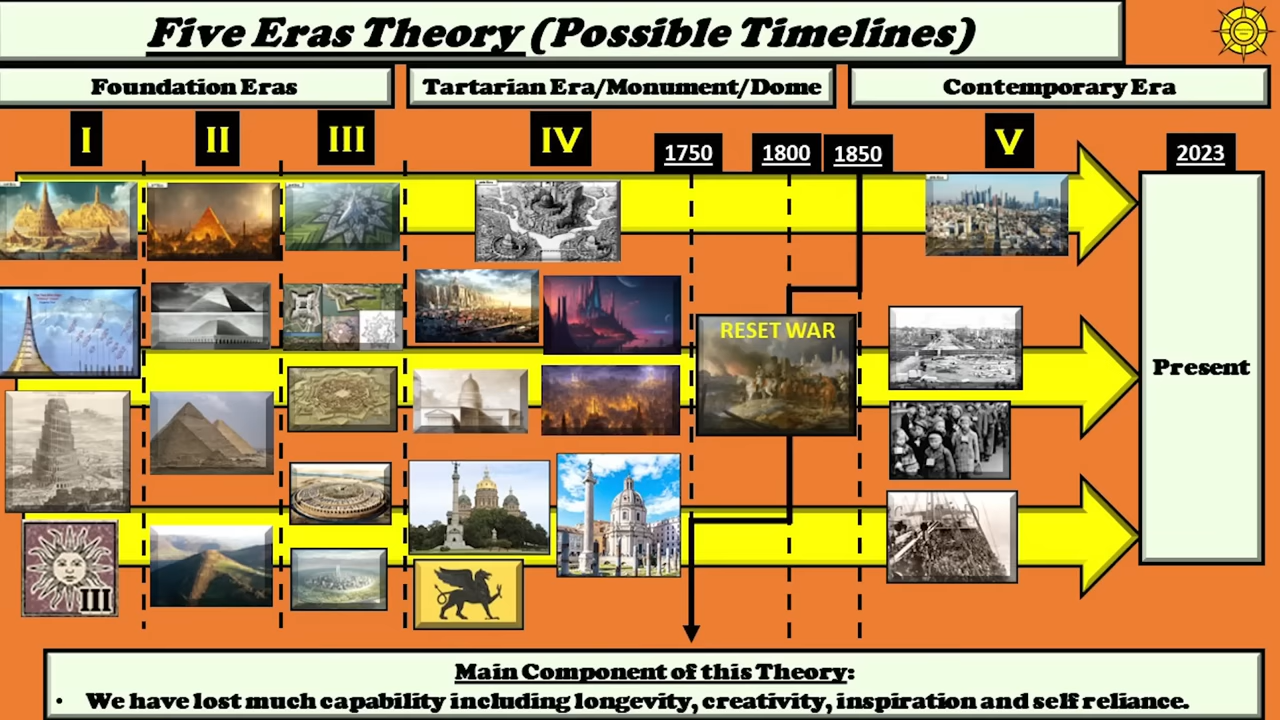 Five Eras Theory (Possible Timelines)
Foundation Eras
Tartarian Era/Monument/Dome
Contemporary Era
I
II
III
IV
1750
1800
1850
V
2023
RESET WAR
Present
III
Main Component of this Theory:
• We have lost much capability including longevity, creativity, inspiration and self reliance.